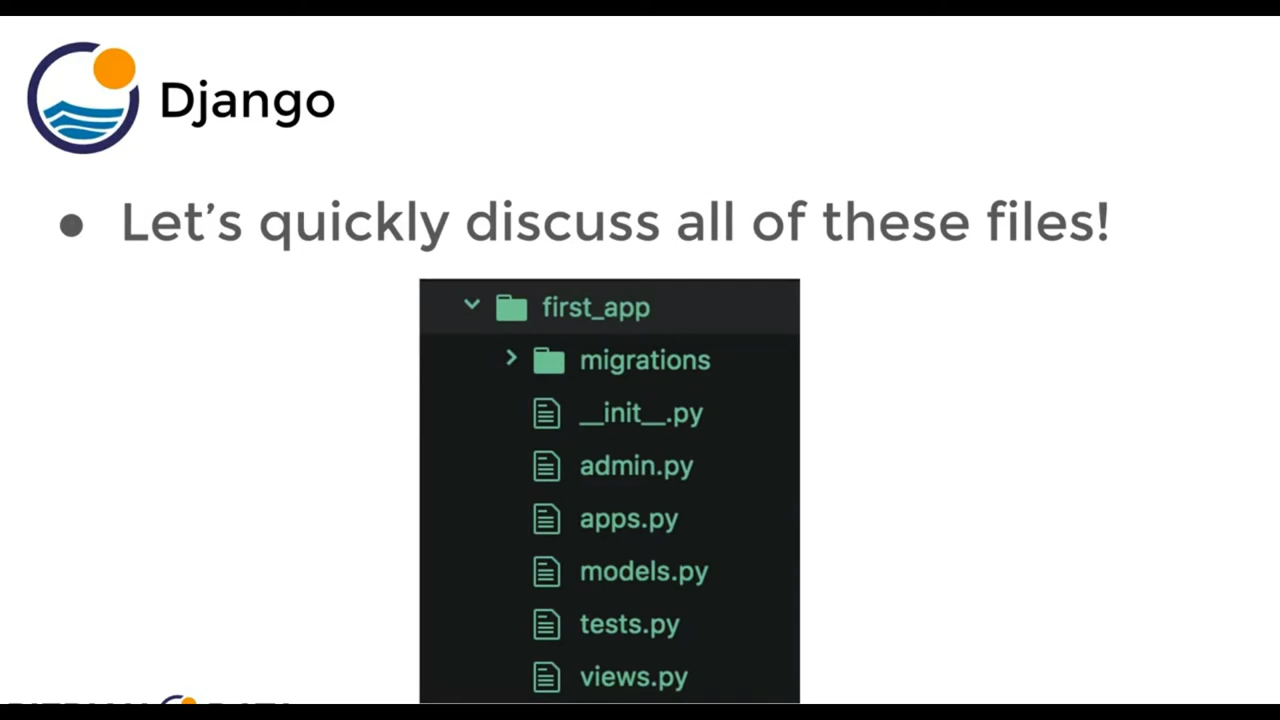 Django
● Let's quickly discuss all of these files!
first_app
migrations
__init__.py
admin.py
apps.py
models.py
tests.py
views.py